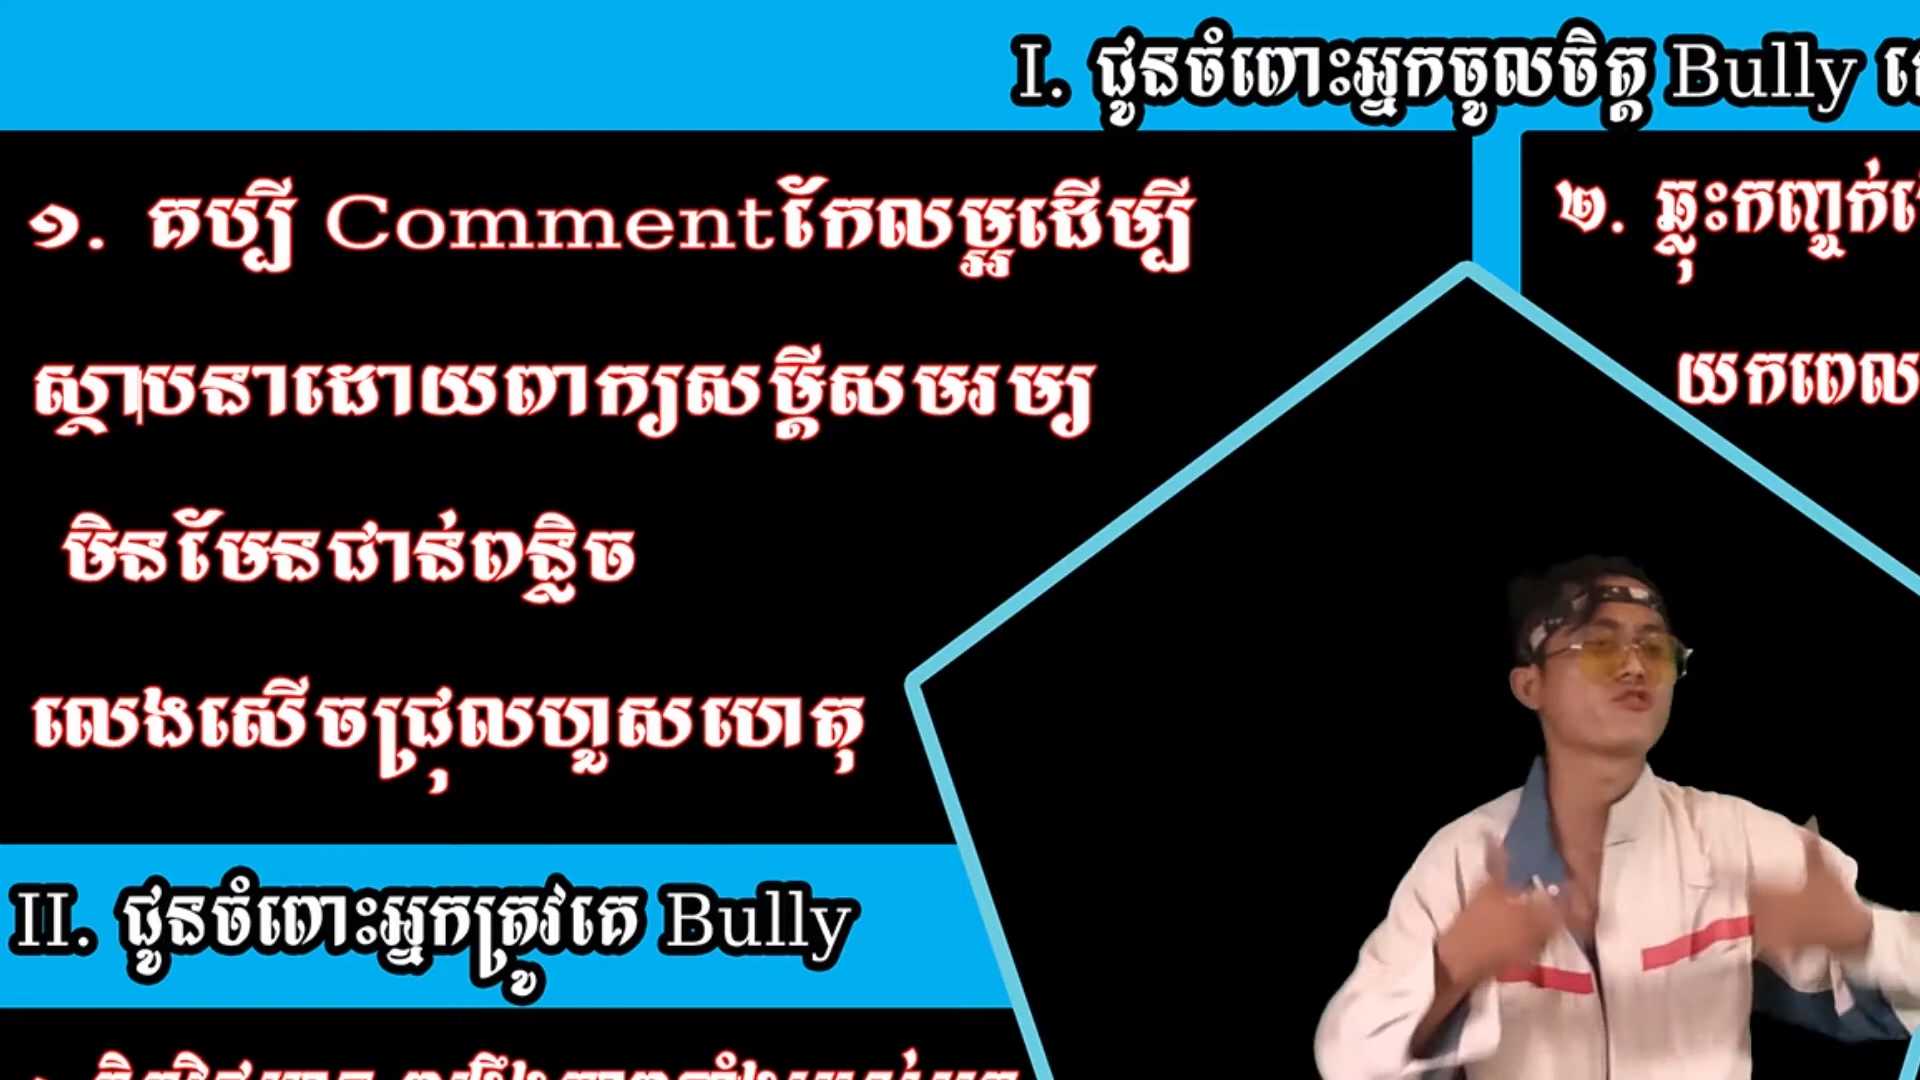 I. ជូនចំពោះអ្នកចូលចិត្ត Bully
១. គប្បី Commentកែលម្អដើម្បី
ស្ថាបនាដោយពាក្យសម្ដីសមរម្យ
មិនមែនជាន់ពន្លិច
លេងសើចជ្រុលហួសហេតុ
២. ឆ្លុះកញ្ចក់
យកពេល
II. ជូនចំពោះអ្នកត្រូវគេ Bully